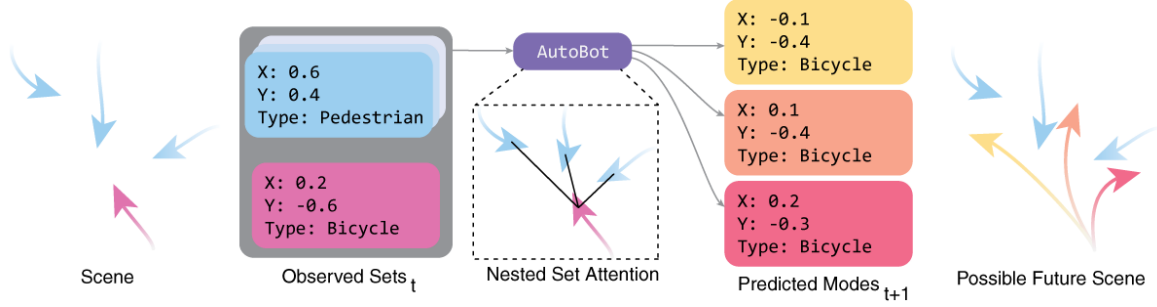 X: 0.6
Y: 0.4
Type: Pedestrian
X: 0.2
Y: -0.6
Type: Bicycle
AutoBot
X: -0.1
Y: -0.4
Type: Bicycle
X: 0.1
Y: -0.4
Type: Bicycle
X: 0.2
Y: -0.3
Type: Bicycle
Scene
Observed Sets t
Nested Set Attention
Predicted Modes t+1
Possible Future Scene